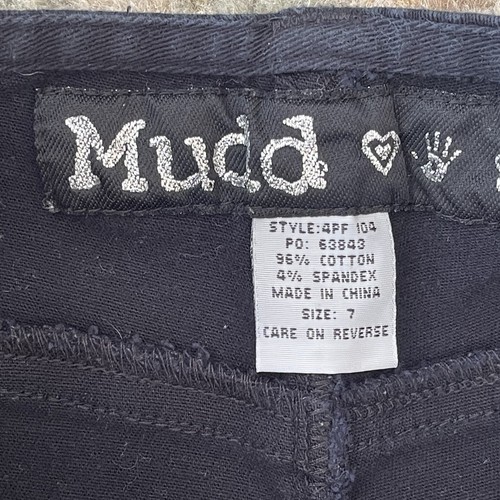 Mudd
STYLE:4PF 104
PO: 63843
96% COTTON
4% SPANDEX
MADE IN CHINA
SIZE: 7
CARE ON REVERSE